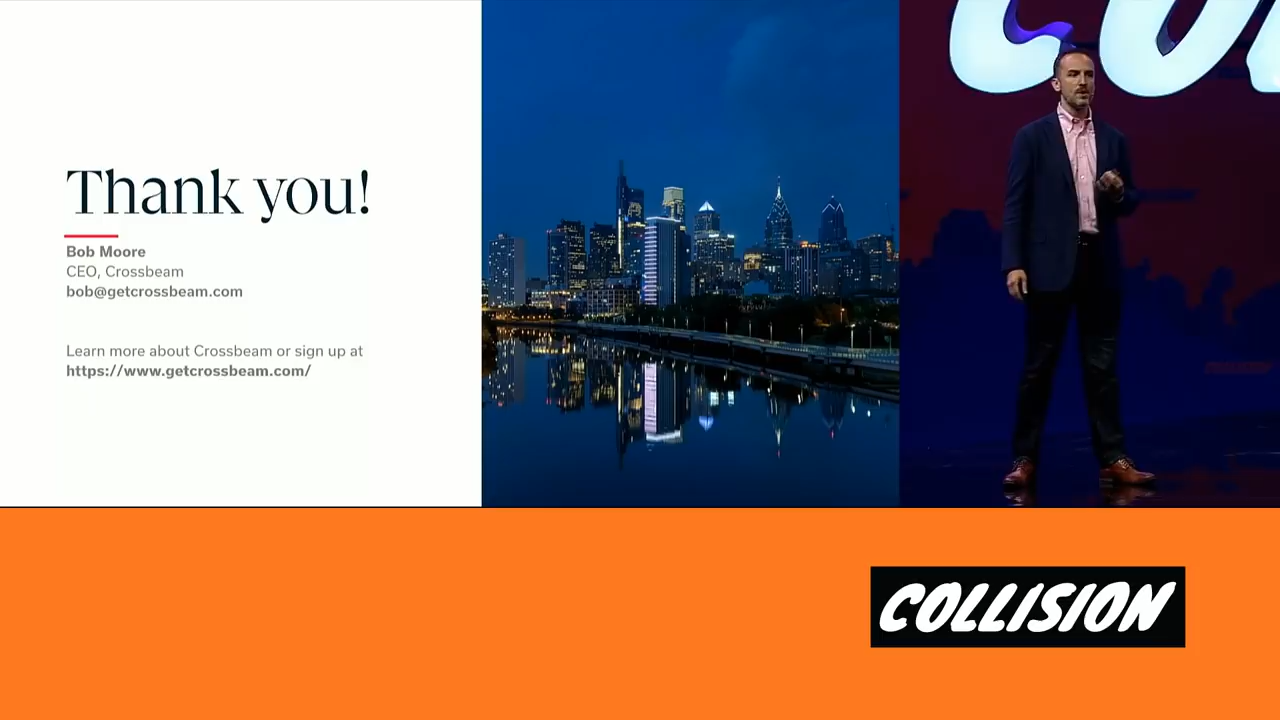 Thank you!
Bob Moore
CEO, Crossbeam
bob@getcrossbeam.com
Learn more about Crossbeam or sign up at
https://www.getcrossbeam.com/
COLLISION